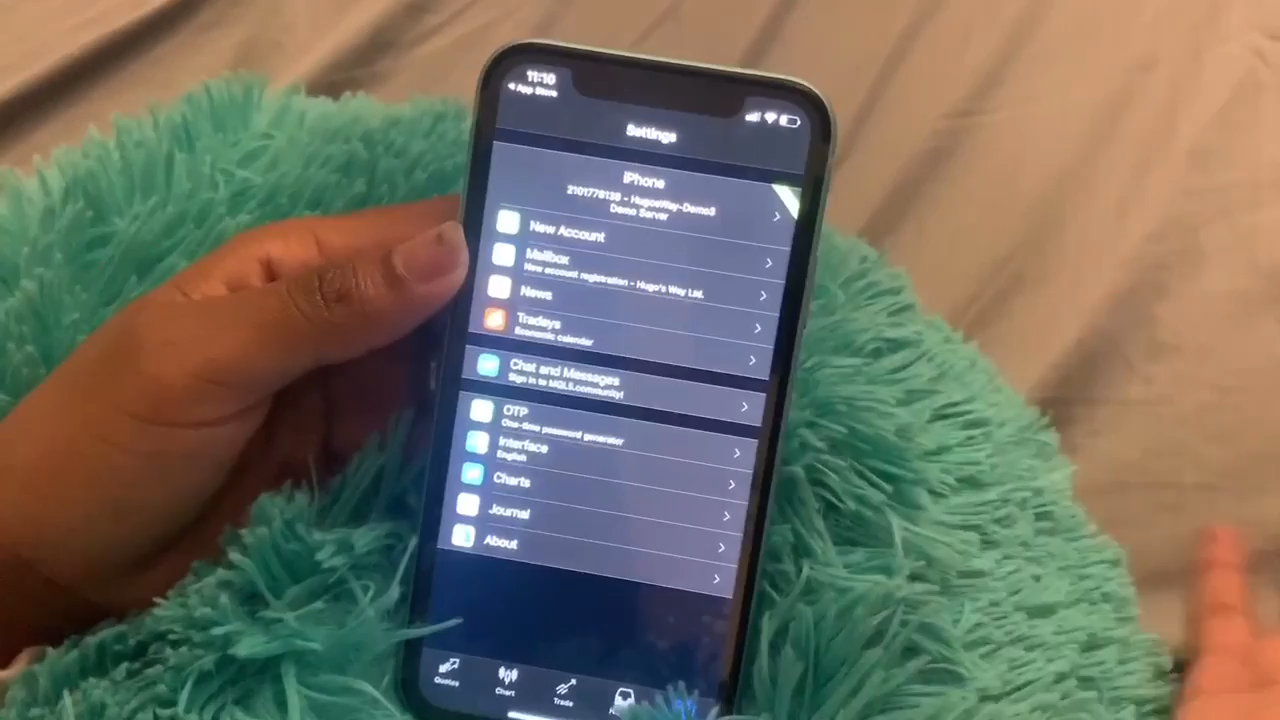 11:10
◀ App Store
Settings
iPhone
2101778138 - HugosWay-Demo3
Demo Server
New Account
Mailbox
New account registration - Hugo's Way Ltd.
News
Tradays
Economic calendar
Chat and Messages
Sign in to MQL5.community!
OTP
One-time password generator
Interface
English
Charts
Journal
About
Quotes
Chart
Trade